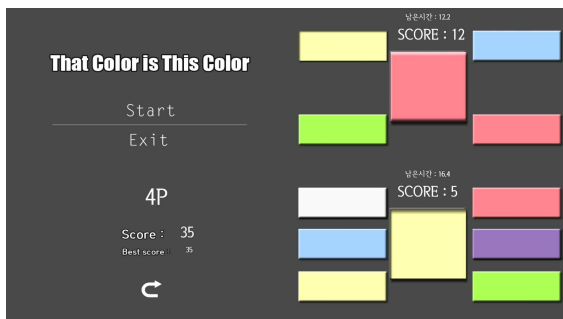 That Color is This Color
Start
Exit
4P
Score : 35
Best score : 35
남은시간 : 12.2
SCORE : 12
남은시간 : 16.4
SCORE : 5